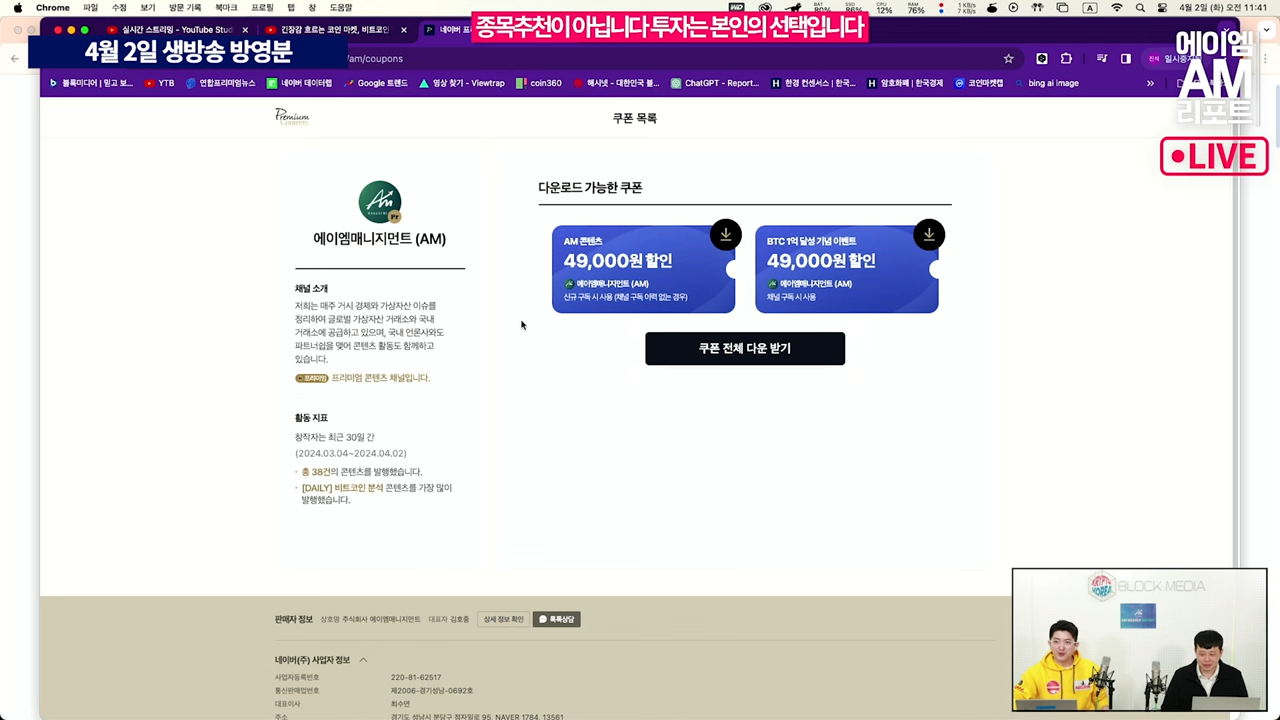 Chrome 파일 수정 보기 방문 기록 북마크 프로필 탭 창 도움말
4월 2일 (화) 오전 11:41
종목추천이 아닙니다 투자는 본인의 선택입니다
실시간 스트리밍 - YouTube Stud
긴장감 흐르는 코인 마켓, 비트코인
4월 2일 생방송 방영분
/am/coupons
에이엠
AM
리포트
LIVE
블록미디어 | 믿고 보... YTB 연합프리미엄뉴스 네이버 데이터랩 Google 트렌드 영상 찾기 - Viewtrap coin360 해시넷 - 대한민국 블... ChatGPT - Report... 한경 컨센서스 | 한국... 암호화폐 | 한국경제 코인마켓캡 bing ai image
Premium
Contents
쿠폰 목록
에이엠매니지먼트 (AM)
채널 소개
저희는 매주 거시 경제와 가상자산 이슈를
정리하여 글로벌 가상자산 거래소와 국내
거래소에 공급하고 있으며, 국내 언론사와도
파트너쉽을 맺어 콘텐츠 활동도 함께하고
있습니다.
프리미엄 프리미엄 콘텐츠 채널입니다.
활동 지표
창작자는 최근 30일 간
(2024.03.04~2024.04.02)
총 38건의 콘텐츠를 발행했습니다.
[DAILY] 비트코인 분석 콘텐츠를 가장 많이
발행했습니다.
다운로드 가능한 쿠폰
AM 콘텐츠
49,000원 할인
에이엠매니지먼트 (AM)
신규 구독 시 사용 (채널 구독 이력 없는 경우)
BTC 1억 달성 기념 이벤트
49,000원 할인
에이엠매니지먼트 (AM)
채널 구독 시 사용
쿠폰 전체 다운 받기
판매자 정보 상호명 주식회사 에이엠매니지먼트 대표자 김호중 상세 정보 확인 톡톡상담
네이버(주) 사업자 정보
사업자등록번호 220-81-62517
통신판매업번호 제2006-경기성남-0692호
대표이사 최수연
주소 경기도 성남시 분당구 정자일로 95, NAVER 1784, 13561
BLOCK MEDIA